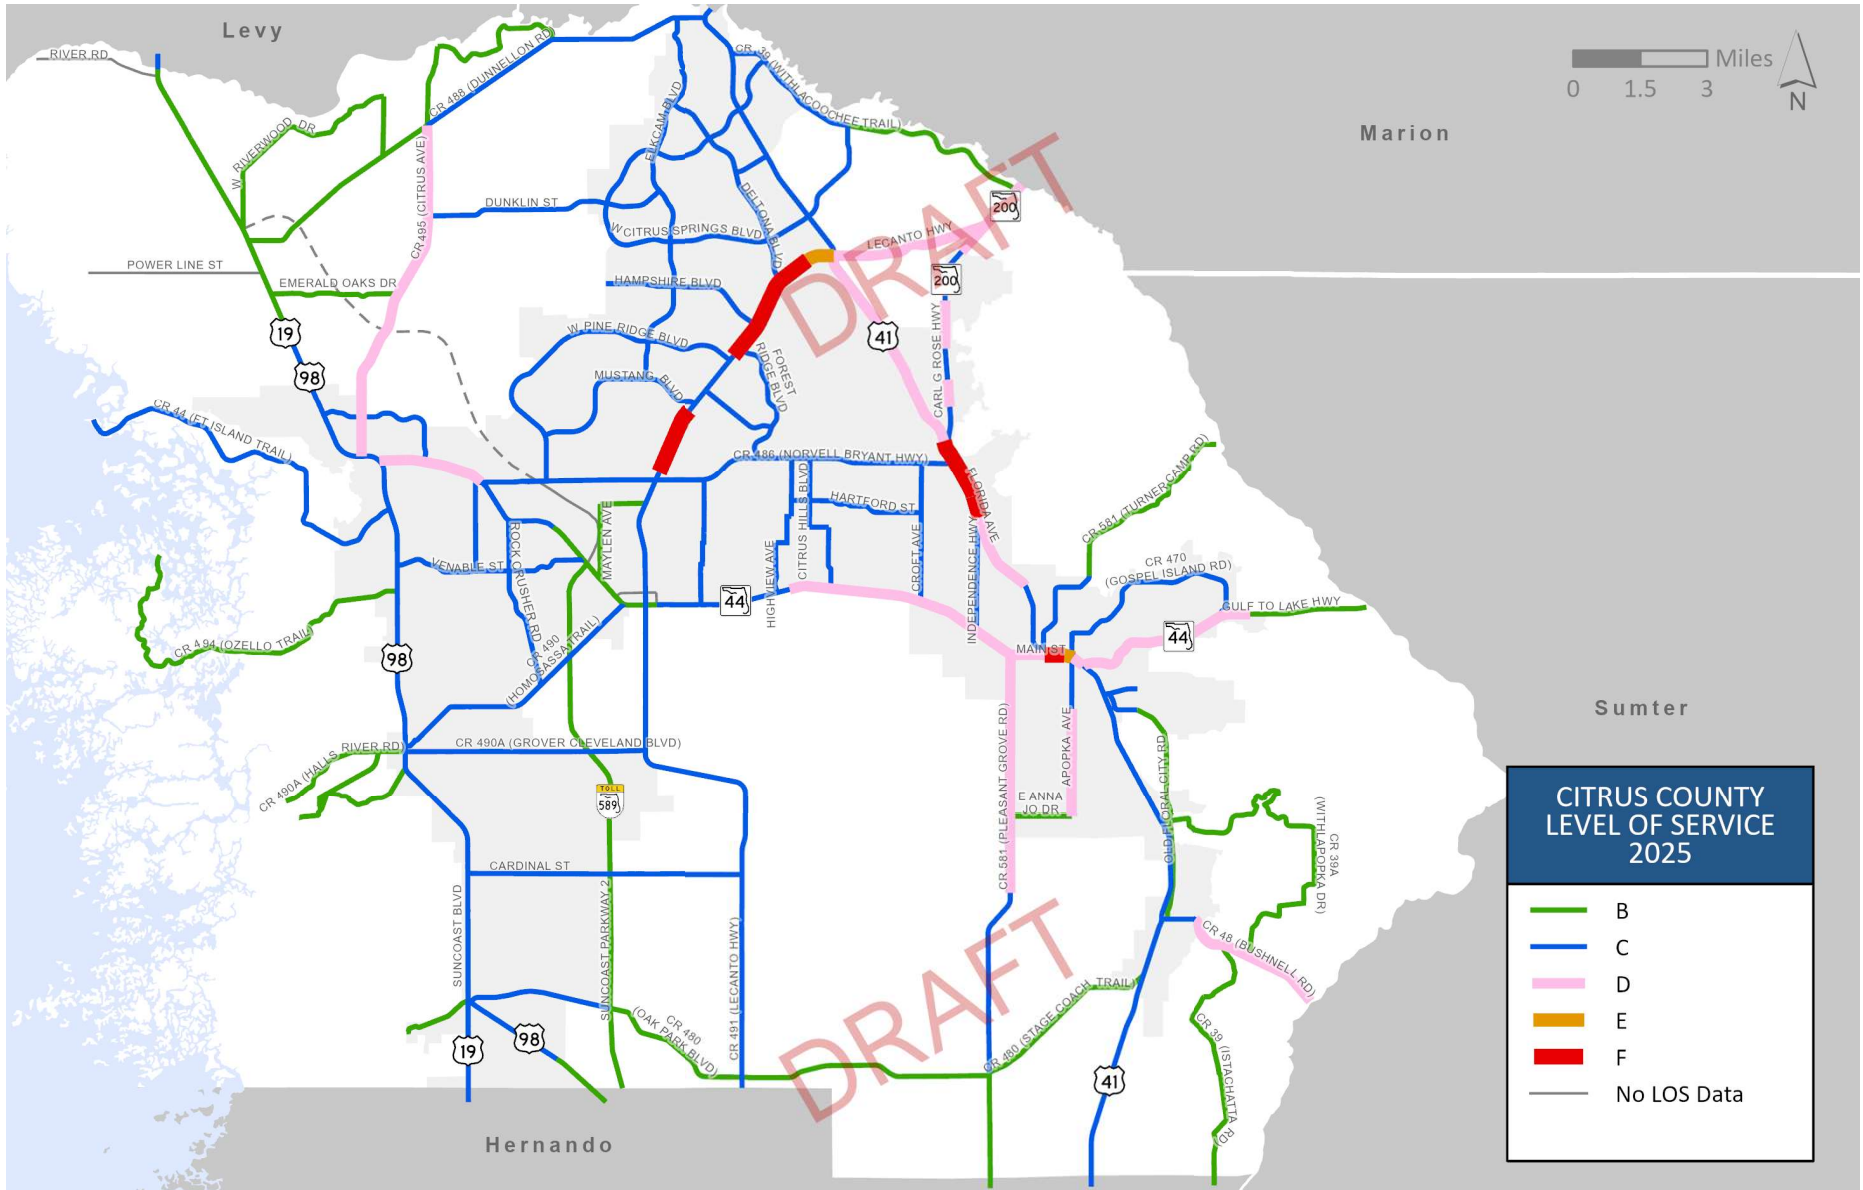 Levy
RIVER RD
CR 488 (DUNNELLON RD)
CR 39 (WITHLACOOCHEE TRAIL)
Miles
0 1.5 3
N
Marion
W RIVERWOOD DR
ELKCAM BLVD
CR 495 (CITRUS AVE)
DUNKLIN ST
DELTONA BLVD
200
W CITRUS SPRINGS BLVD
LECANTO HWY
DRAFT
POWER LINE ST
EMERALD OAKS DR
HAMPSHIRE BLVD
200
19
W PINE RIDGE BLVD
41
98
FOREST
RIDGE BLVD
CARL G ROSE HWY
MUSTANG BLVD
CR 44 (FT ISLAND TRAIL)
CR 486 (NORVELL BRYANT HWY)
CITRUS HILLS BLVD
HARTFORD ST
FLORIDA AVE
CR 581 (TURNER CAMP RD)
MAYLEN AVE
ROCK CRUSHER RD
VENABLE ST
HIGHVIEW AVE
CROFT AVE
INDEPENDENCE HWY
CR 470
(GOSPEL ISLAND RD)
GULF TO LAKE HWY
44
44
CR 494 (OZELLO TRAIL)
CR 490
(HOMOSASSA TRAIL)
MAIN ST
98
Sumter
CR 490A (HALLS RIVER RD)
CR 490A (GROVER CLEVELAND BLVD)
CR 581 (PLEASANT GROVE RD)
APOPKA AVE
OLD FLORAL CITY RD
TOLL
589
E ANNA
JO DR
CR 39A
(WITHLAPOPKA DR)
CARDINAL ST
SUNCOAST BLVD
SUNCOAST PARKWAY 2
CR 491 (LECANTO HWY)
CR 48 (BUSHNELL RD)
DRAFT
CR 480
(OAK PARK BLVD)
CR 480 (STAGE COACH TRAIL)
CR 39 (ISTACHATTA RD)
19
98
41
Hernando
CITRUS COUNTY
LEVEL OF SERVICE
2025
B
C
D
E
F
No LOS Data